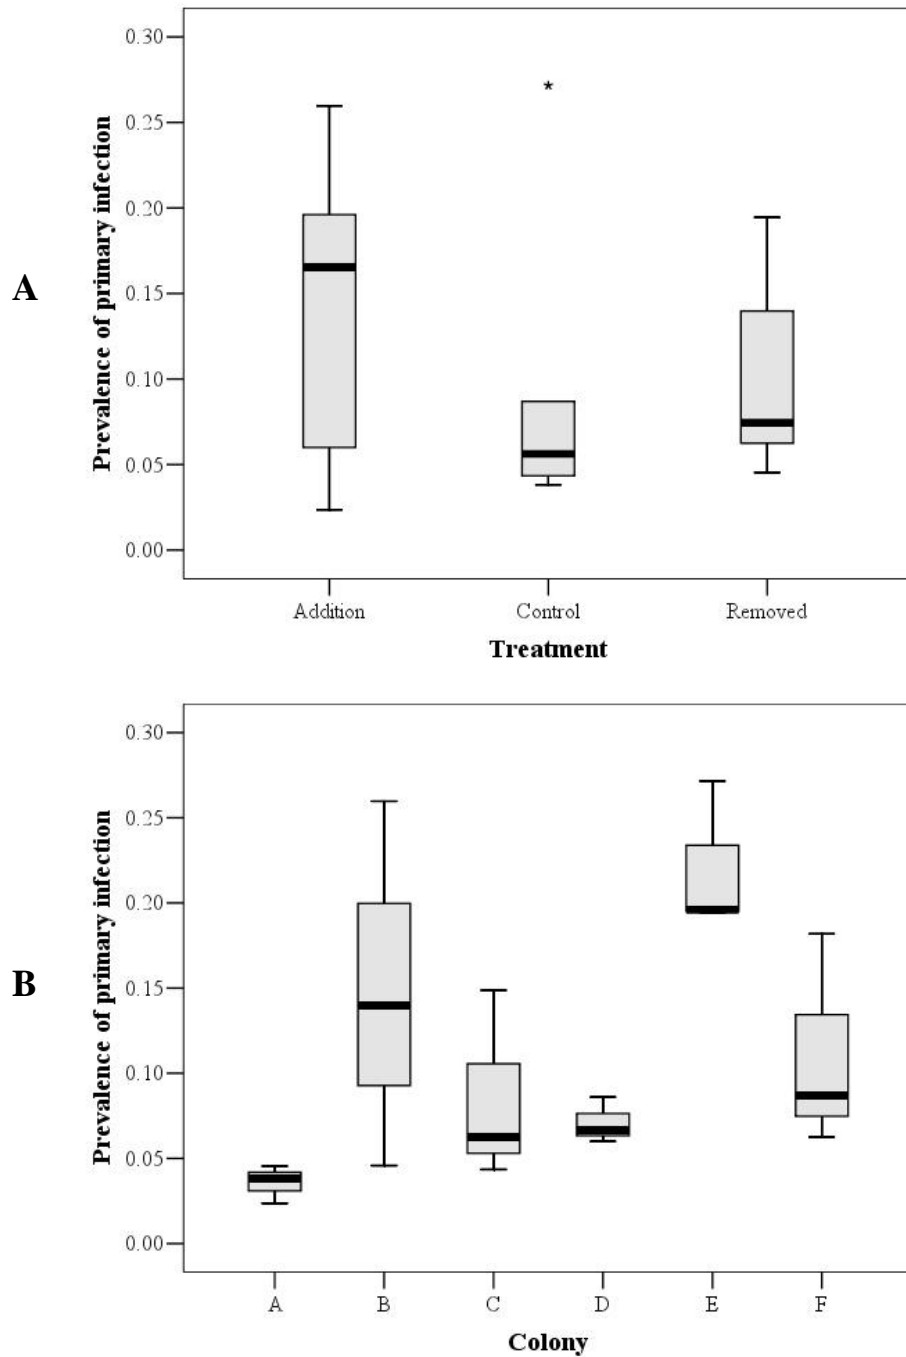 A
Prevalence of primary infection
0.30
0.25
0.20
0.15
0.10
0.05
0.00
*
Addition Control Removed
Treatment
B
Prevalence of primary infection
0.30
0.25
0.20
0.15
0.10
0.05
0.00
A B C D E F
Colony